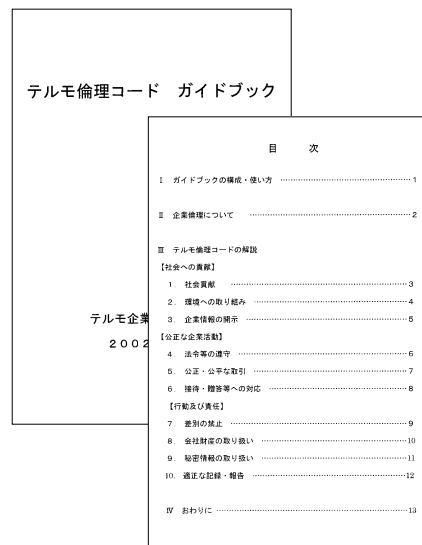 テルモ倫理コード　ガイドブック
テルモ企業
２００２
目　次
Ⅰ　ガイドブックの構成・使い方 ………………………………… 1
Ⅱ　企業倫理について ………………………………… 2
Ⅲ　テルモ倫理コードの解説
【社会への貢献】
1.　社会貢献 ………………………………… 3
2.　環境への取り組み ………………………………… 4
3.　企業情報の開示 ………………………………… 5
【公正な企業活動】
4.　法令等の遵守 ………………………………… 6
5.　公正・公平な取引 ………………………………… 7
6.　接待・贈答等への対応 ………………………………… 8
【行動及び責任】
7.　差別の禁止 ………………………………… 9
8.　会社財産の取り扱い ………………………………… 10
9.　秘密情報の取り扱い ………………………………… 11
10.　適正な記録・報告 ………………………………… 12
Ⅳ　おわりに ………………………………… 13